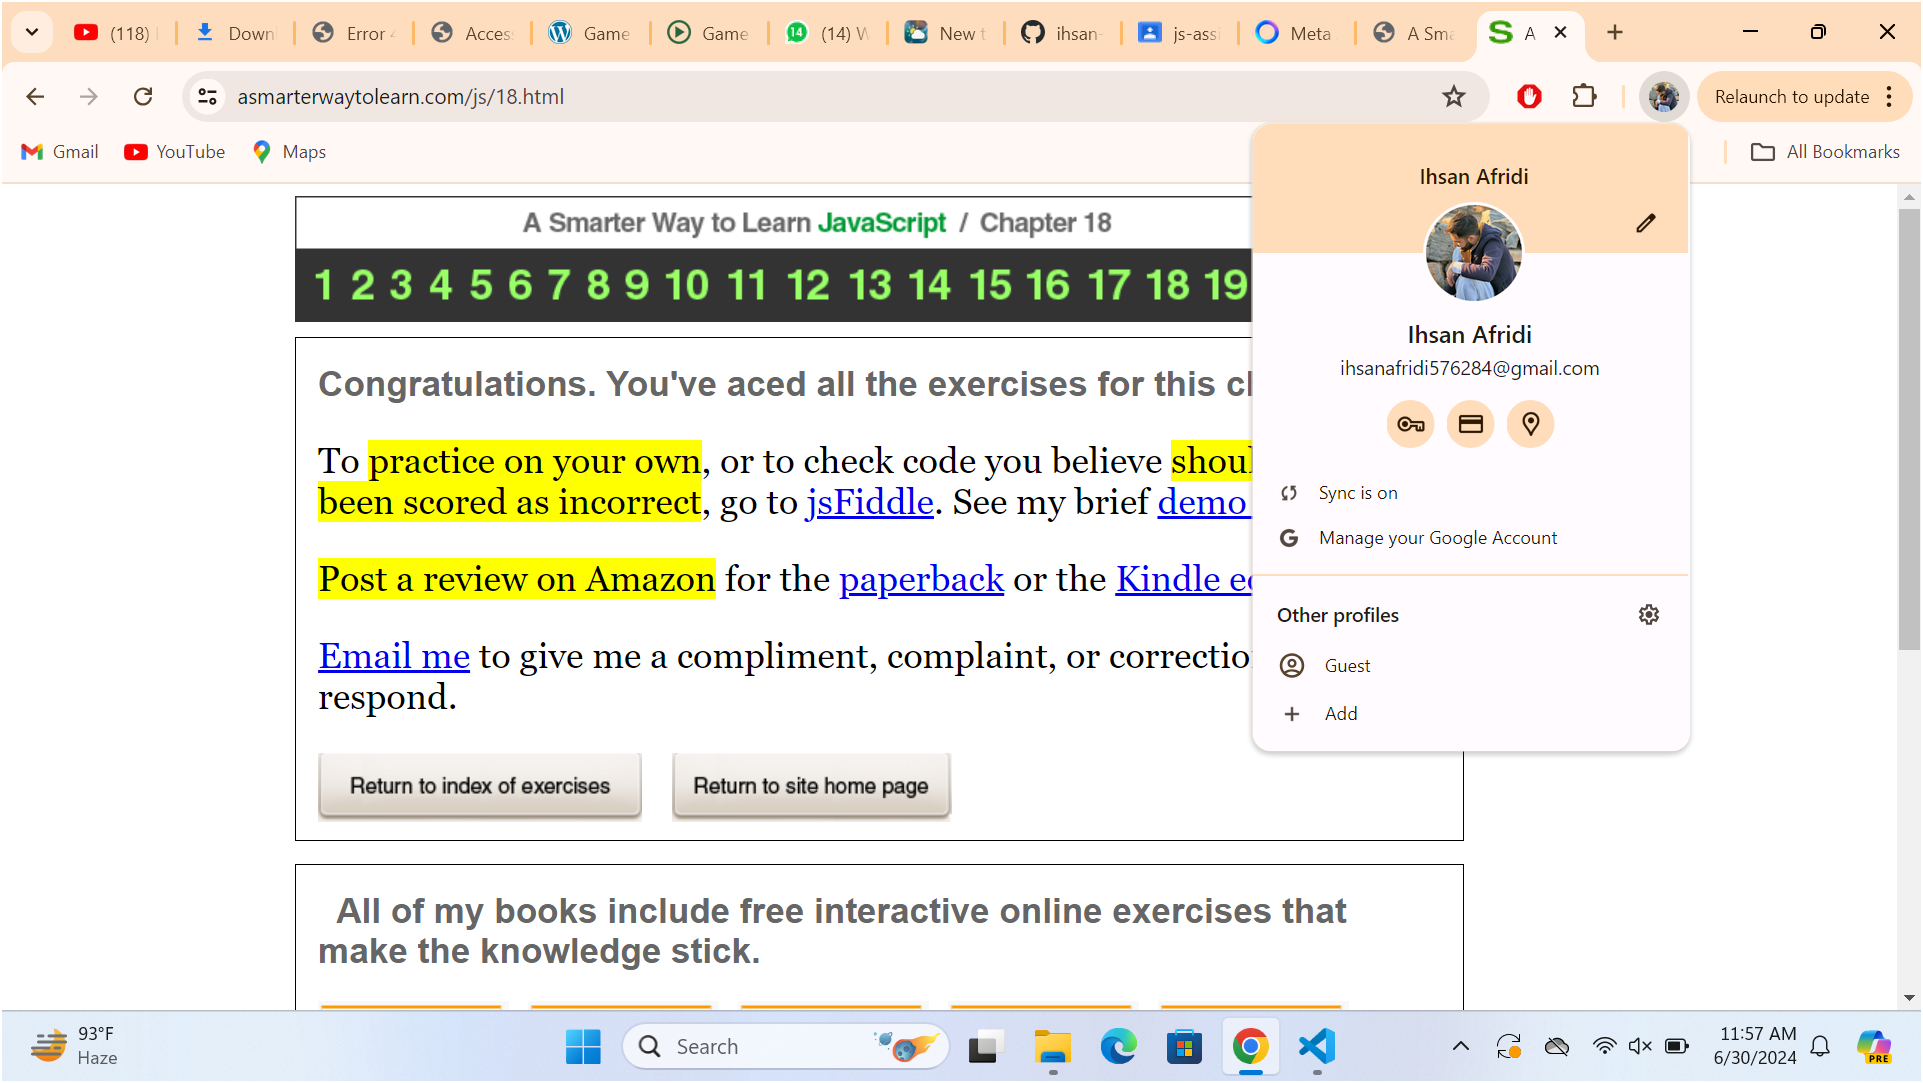 (118)
Down
Error 4
Acces
Game
Game
14
(14) W
New t
ihsan-
js-assi
Meta
A Sma
A
asmarterwaytolearn.com/js/18.html
Relaunch to update
Gmail
YouTube
Maps
All Bookmarks
A Smarter Way to Learn JavaScript / Chapter 18
1 2 3 4 5 6 7 8 9 10 11 12 13 14 15 16 17 18 19
Congratulations. You've aced all the exercises for this cl
To practice on your own, or to check code you believe shoul
been scored as incorrect, go to jsFiddle. See my brief demo
Post a review on Amazon for the paperback or the Kindle e
Email me to give me a compliment, complaint, or correctio
respond.
Return to index of exercises
Return to site home page
All of my books include free interactive online exercises that
make the knowledge stick.
Ihsan Afridi
Ihsan Afridi
ihsanafridi576284@gmail.com
Sync is on
Manage your Google Account
Other profiles
Guest
Add
93°F
Haze
Search
11:57 AM
6/30/2024
PRE